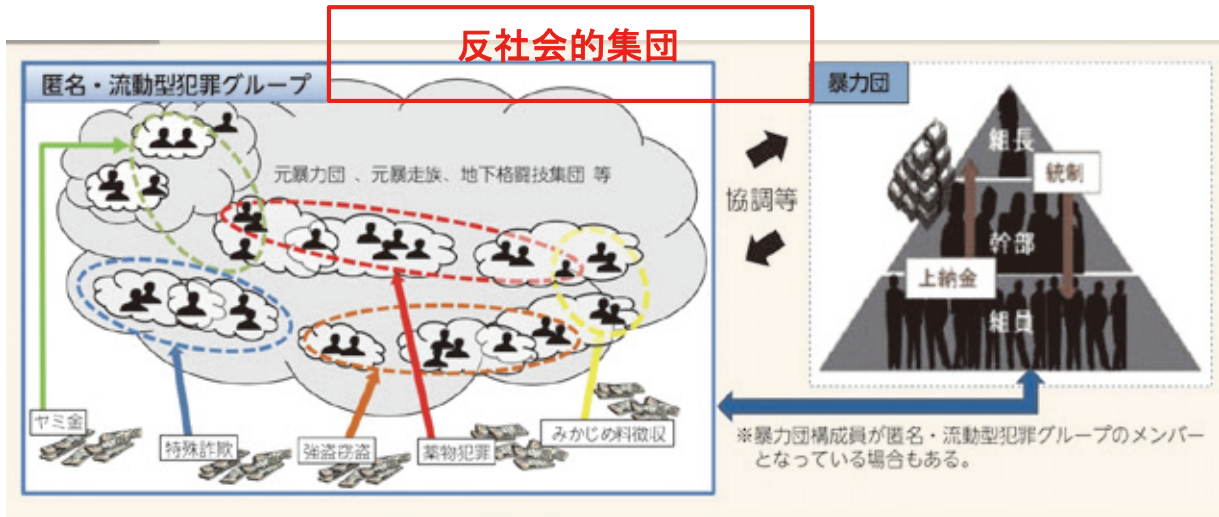 反社会的集団
匿名・流動型犯罪グループ
元暴力団 、元暴走族、地下格闘技集団 等
ヤミ金
特殊詐欺
強盗窃盗
薬物犯罪
みかじめ料徴収
協調等
暴力団
組長
統制
幹部
上納金
組員
※暴力団構成員が匿名・流動型犯罪グループのメンバー
となっている場合もある。